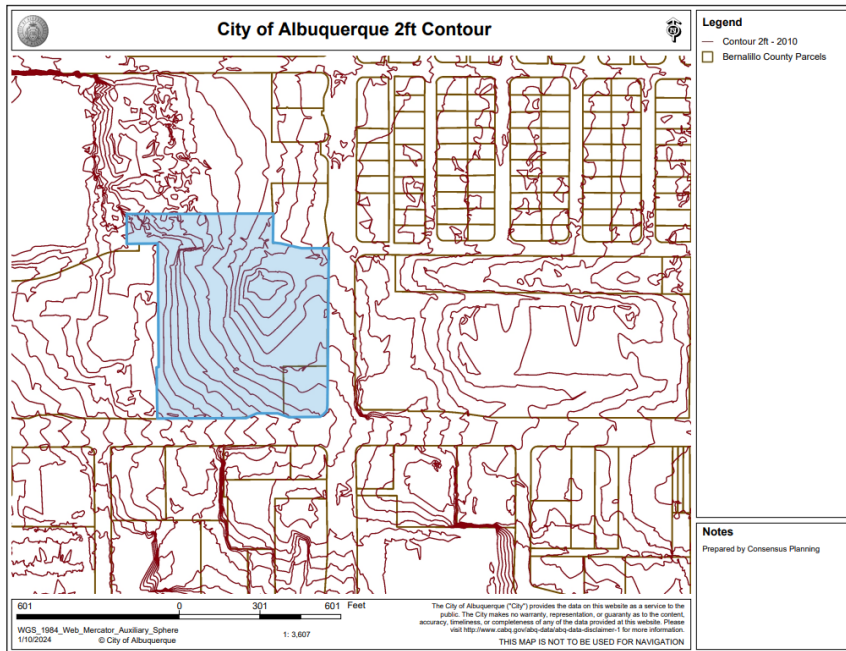 City of Albuquerque 2ft Contour
Legend
Contour 2ft - 2010
Bernalillo County Parcels
Notes
Prepared by Consensus Planning
601 0 301 601 Feet
WGS_1984_Web_Mercator_Auxiliary_Sphere
1/10/2024 © City of Albuquerque
1: 3,607
The City of Albuquerque ("City") provides the data on this website as a service to the
public. The City makes no warranty, representation, or guaranty as to the content,
accuracy, timeliness, or completeness of any of the data provided at this website. Please
visit http://www.cabq.gov/abq-data/abq-data-disclaimer-1 for more information.
THIS MAP IS NOT TO BE USED FOR NAVIGATION